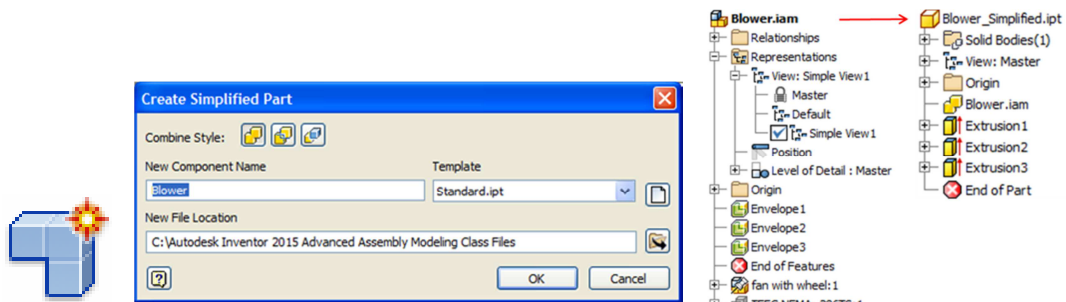 Create Simplified Part
Combine Style:
New Component Name
Template
Blower
Standard.ipt
New File Location
C:\Autodesk Inventor 2015 Advanced Assembly Modeling Class Files
OK
Cancel
Blower.iam
Relationships
Representations
View: Simple View1
Master
Default
Simple View1
Position
Level of Detail : Master
Origin
Envelope1
Envelope2
Envelope3
End of Features
fan with wheel:1
Blower_Simplified.ipt
Solid Bodies(1)
View: Master
Origin
Blower.iam
Extrusion1
Extrusion2
Extrusion3
End of Part